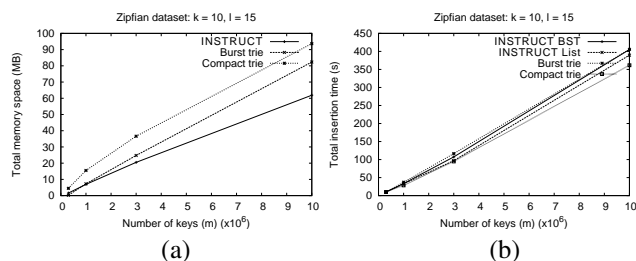 Zipfian dataset: k = 10, l = 15
Total memory space (MB)
100
90
80
70
60
50
40
30
20
10
0
INSTRUCT
Burst trie
Compact trie
0 1 2 3 4 5 6 7 8 9 10
Number of keys (m) (x10^6)
(a)
Zipfian dataset: k = 10, l = 15
Total insertion time (s)
450
400
350
300
250
200
150
100
50
0
INSTRUCT BST
INSTRUCT List
Burst trie
Compact trie
0 1 2 3 4 5 6 7 8 9 10
Number of keys (m) (x10^6)
(b)